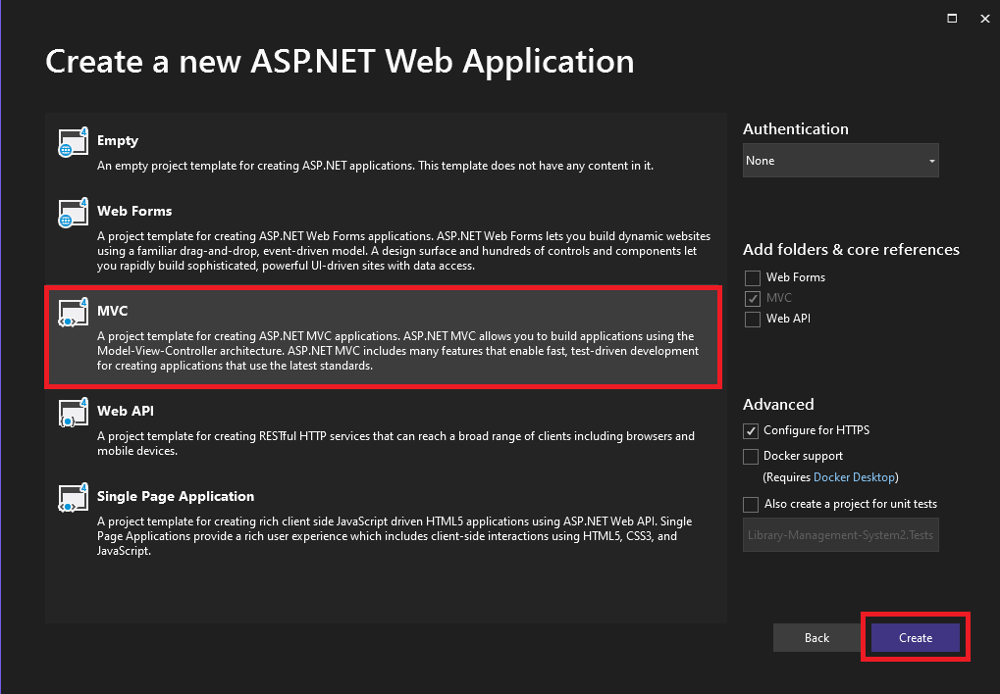 Create a new ASP.NET Web Application
4
Empty
An empty project template for creating ASP.NET applications. This template does not have any content in it.
4
Web Forms
A project template for creating ASP.NET Web Forms applications. ASP.NET Web Forms lets you build dynamic websites
using a familiar drag-and-drop, event-driven model. A design surface and hundreds of controls and components let
you rapidly build sophisticated, powerful UI-driven sites with data access.
4
MVC
A project template for creating ASP.NET MVC applications. ASP.NET MVC allows you to build applications using the
Model-View-Controller architecture. ASP.NET MVC includes many features that enable fast, test-driven development
for creating applications that use the latest standards.
4
Web API
A project template for creating RESTful HTTP services that can reach a broad range of clients including browsers and
mobile devices.
4
Single Page Application
A project template for creating rich client side JavaScript driven HTML5 applications using ASP.NET Web API. Single
Page Applications provide a rich user experience which includes client-side interactions using HTML5, CSS3, and
JavaScript.
Authentication
None
Add folders & core references
Web Forms
MVC
Web API
Advanced
Configure for HTTPS
Docker support
(Requires Docker Desktop)
Also create a project for unit tests
Library-Management-System2.Tests
Back
Create